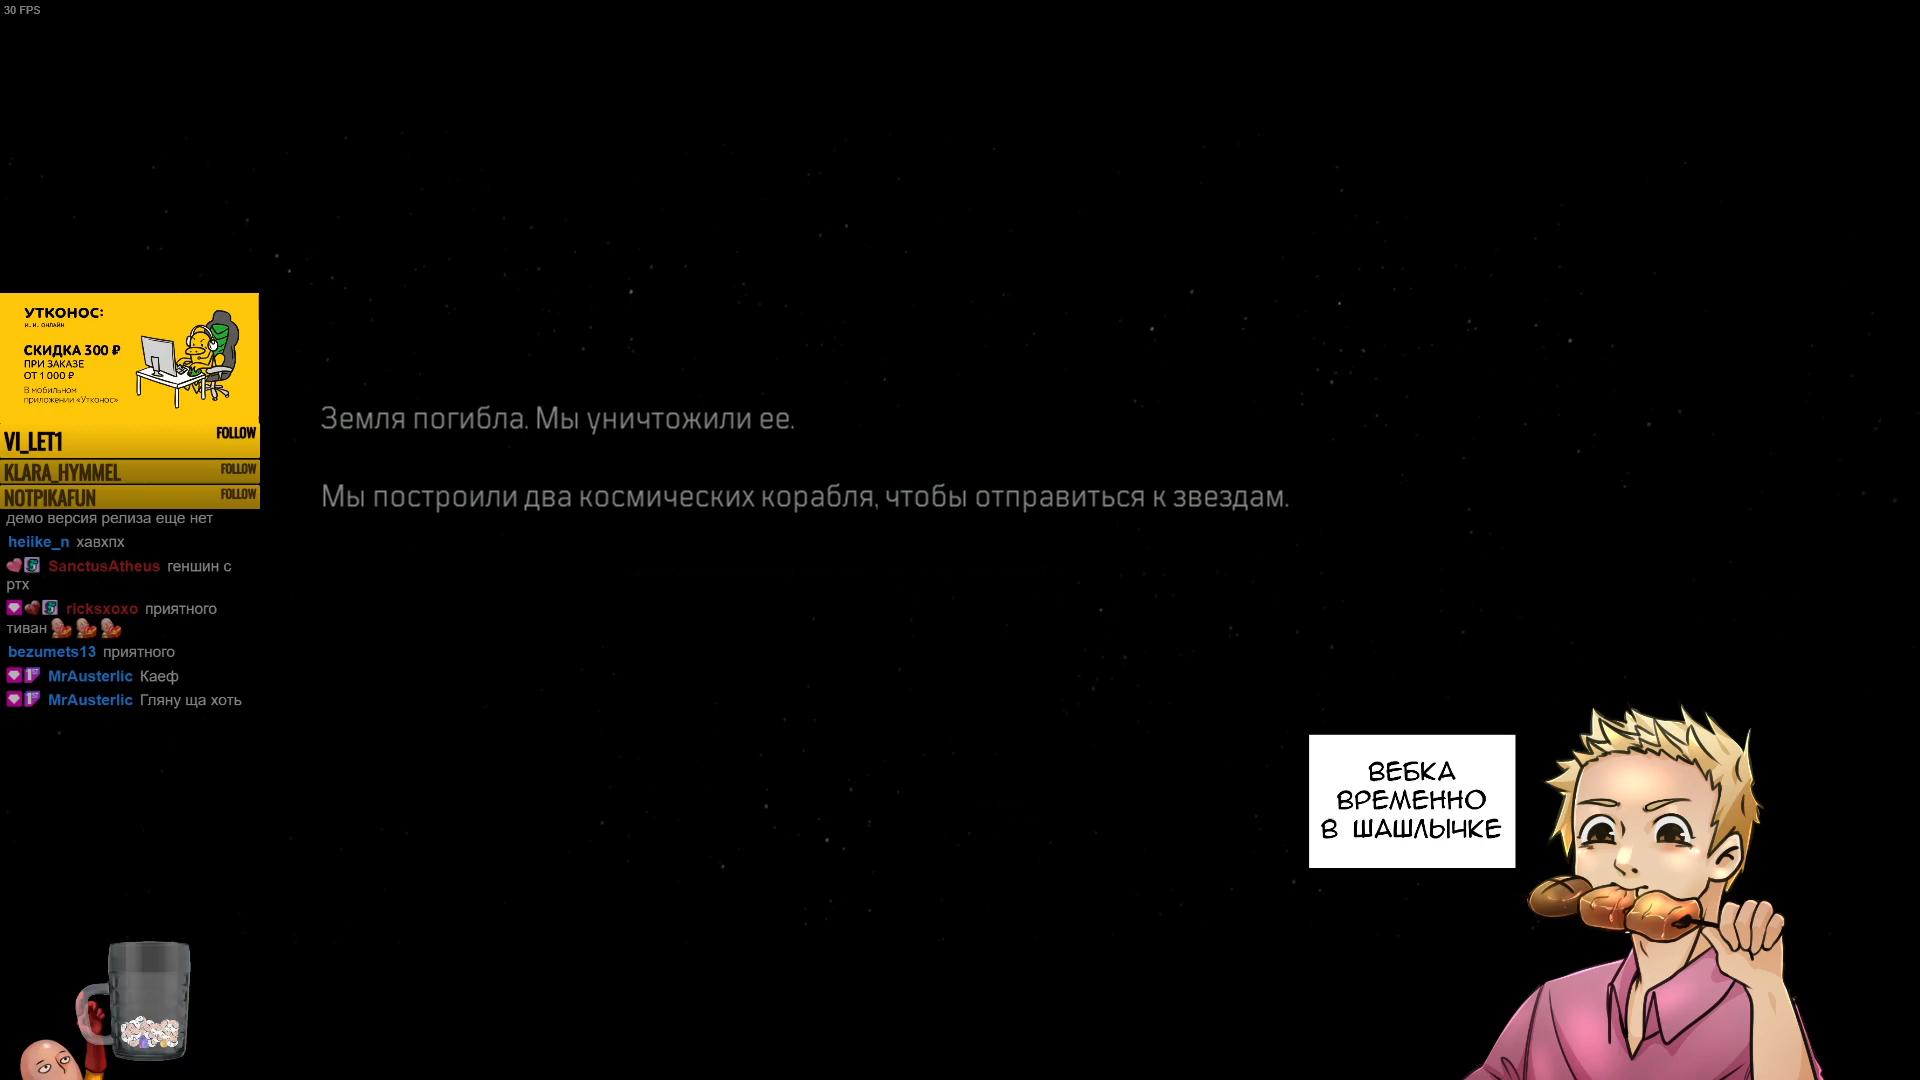 30 FPS
УТКОНОС:
И.И. ОНЛАЙН
СКИДКА 300 ₽
ПРИ ЗАКАЗЕ
ОТ 1 000 ₽
В мобильном
приложении «Утконос»
VI_LET1 FOLLOW
KLARA_HYMMEL FOLLOW
NOTPIKAFUN FOLLOW
демо версия релиза еще нет
heiike_n хавхпх
SanctusAtheus геншин с
ртх
ricksxoxo приятного
тиван
bezumets13 приятного
MrAusterlic Каеф
MrAusterlic Гляну ща хоть
Земля погибла. Мы уничтожили ее.
Мы построили два космических корабля, чтобы отправиться к звездам.
ВЕБКА
ВРЕМЕННО
В ШАШЛЫЧКЕ